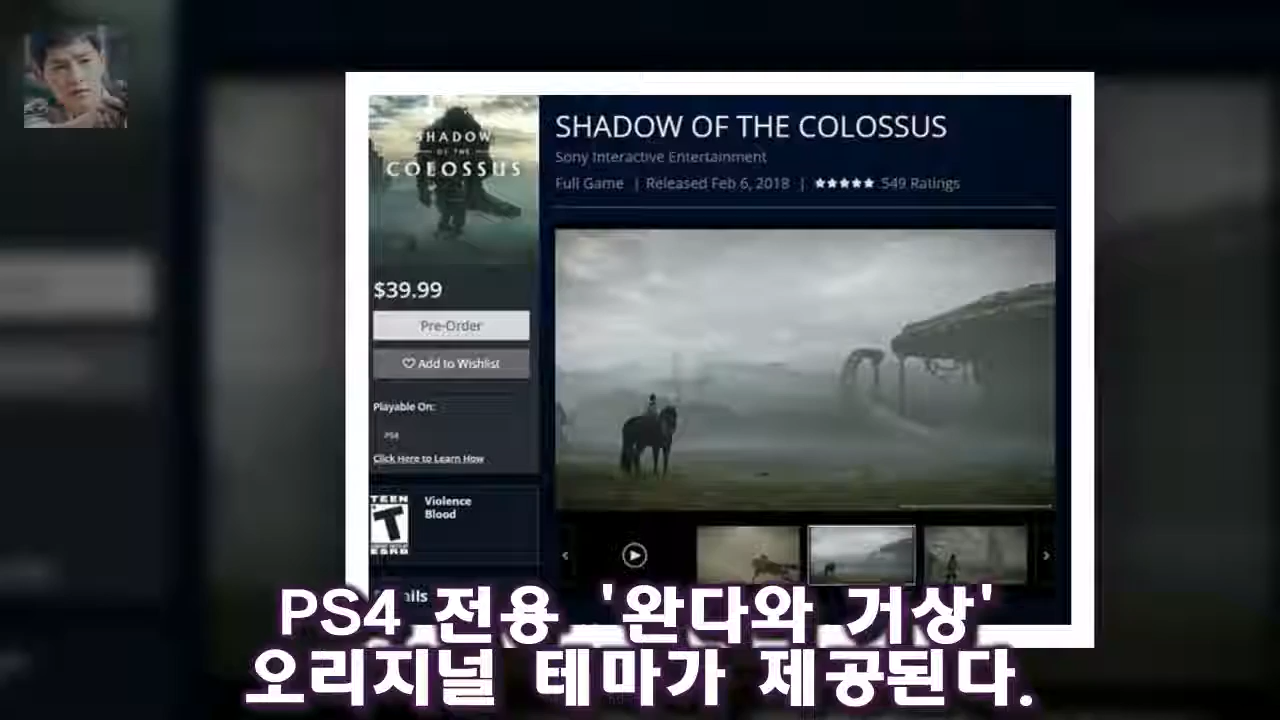 SHADOW
OF THE
COLOSSUS
SHADOW OF THE COLOSSUS
Sony Interactive Entertainment
Full Game | Released Feb 6, 2018 | ★★★★★ 549 Ratings
$39.99
Pre-Order
♡ Add to Wishlist
Playable On:
PS4
Click Here to Learn How
TEEN
T
ESRB
Violence
Blood
ails
PS4 전용 '완다와 거상'
오리지널 테마가 제공된다.